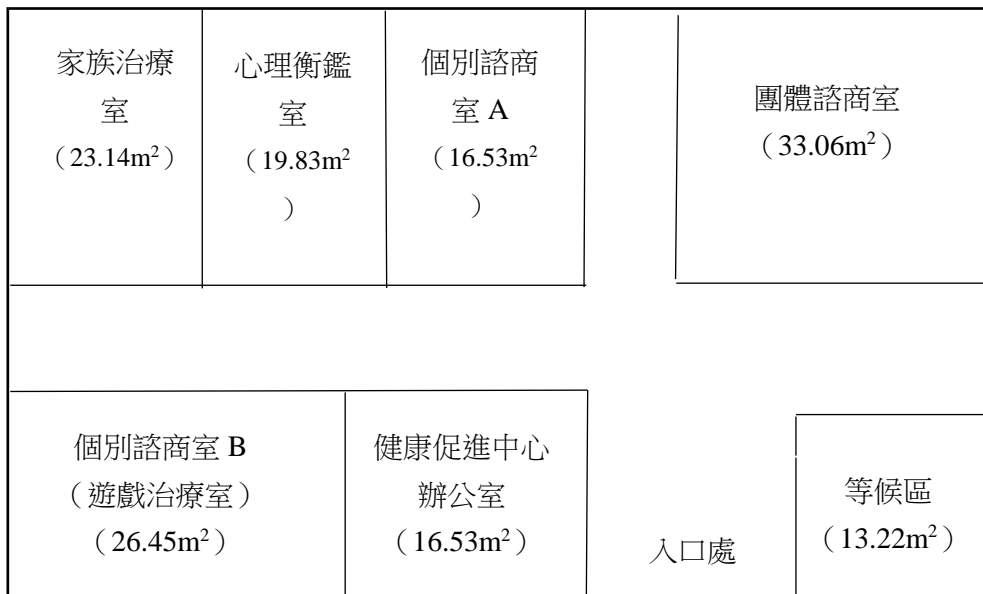 家族治療
室
（23.14m²）
心理衡鑑
室
（19.83m²
）
個別諮商
室 A
（16.53m²
）
團體諮商室
（33.06m²）
個別諮商室 B
（遊戲治療室）
（26.45m²）
健康促進中心
辦公室
（16.53m²）
入口處
等候區
（13.22m²）